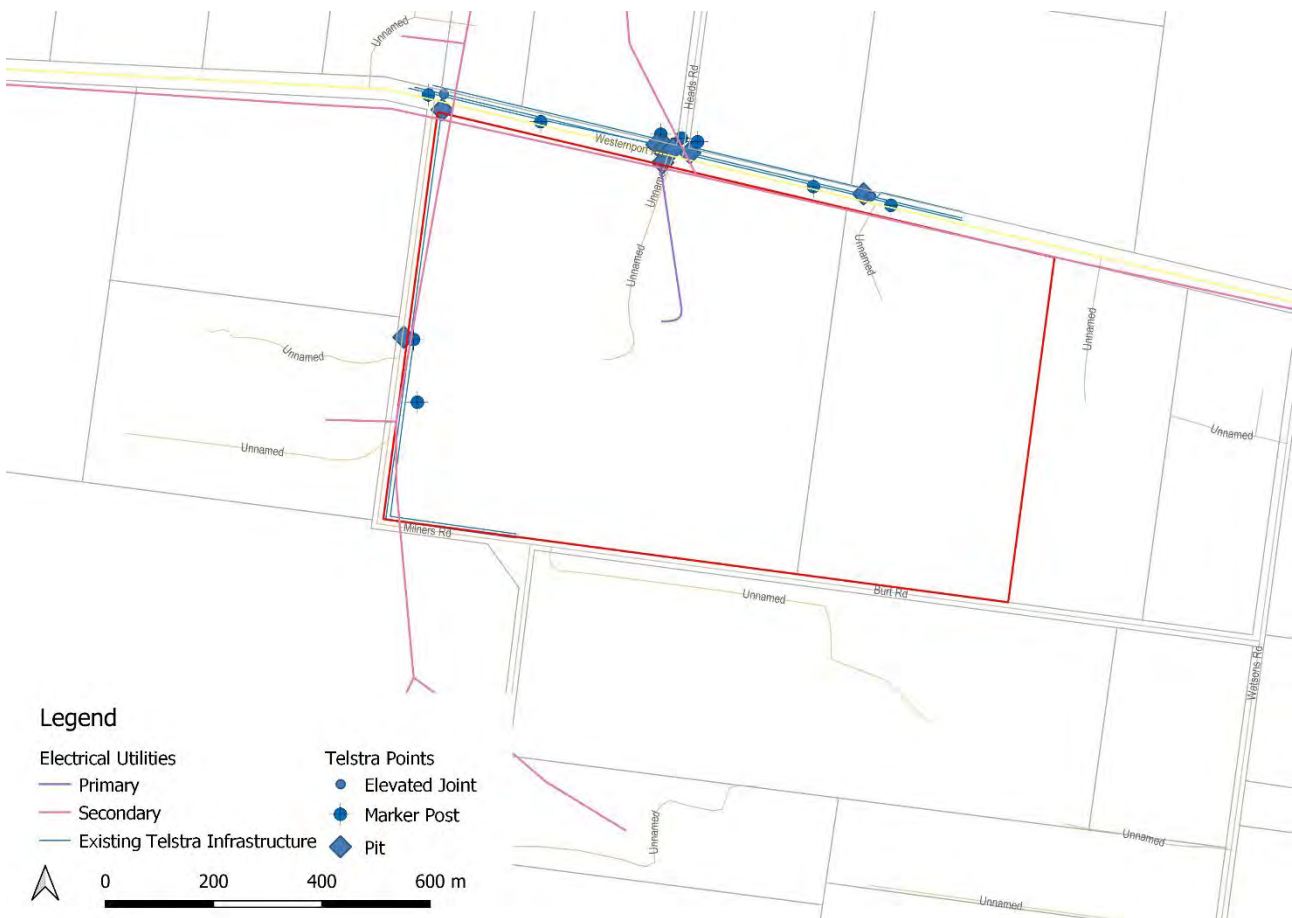 Unnamed
Heads Rd
Westernport
Unnamed
Unnamed
Unnamed
Unnamed
Unnamed
Unnamed
Unnamed
Milners Rd
Unnamed
Burt Rd
Watsons Rd
Unnamed
Unnamed
Unnamed
Legend
Electrical Utilities
Primary
Secondary
Existing Telstra Infrastructure
Telstra Points
Elevated Joint
Marker Post
Pit
0 200 400 600 m